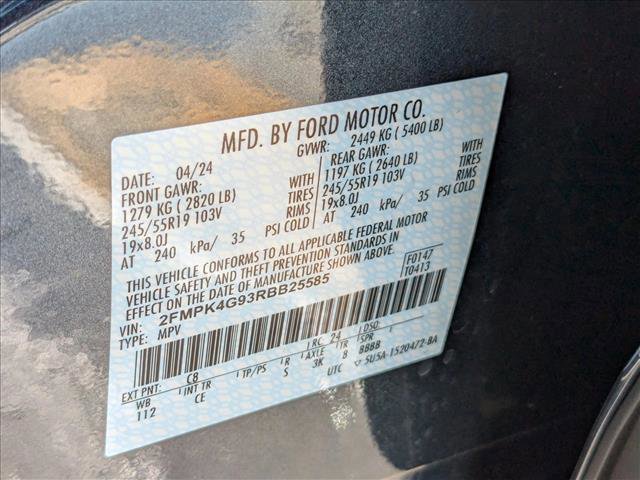 MFD. BY FORD MOTOR CO.
DATE: 04/24 GVWR: 2449 KG ( 5400 LB)
FRONT GAWR: REAR GAWR:
1279 KG ( 2820 LB) WITH 1197 KG ( 2640 LB) WITH
245/55R19 103V TIRES 245/55R19 103V TIRES
19x8.0J RIMS 19x8.0J RIMS
AT 240 kPa/ 35 PSI COLD AT 240 kPa/ 35 PSI COLD
THIS VEHICLE CONFORMS TO ALL APPLICABLE FEDERAL MOTOR
VEHICLE SAFETY AND THEFT PREVENTION STANDARDS IN
EFFECT ON THE DATE OF MANUFACTURE SHOWN ABOVE.
F0147
T0413
VIN: 2FMPK4G93RBB25585
TYPE: MPV
EXT PNT: C8 RC: 24 DSO:
WB INT TR TP/PS R AXLE TR SPR
112 CE S 3K 8 BBBB
UTC 5U5A-1520472-BA